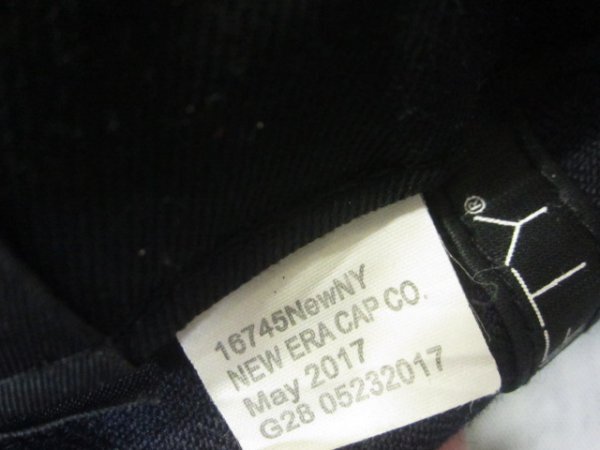 16745NewNY
NEW ERA CAP CO.
May 2017
G28 05232017